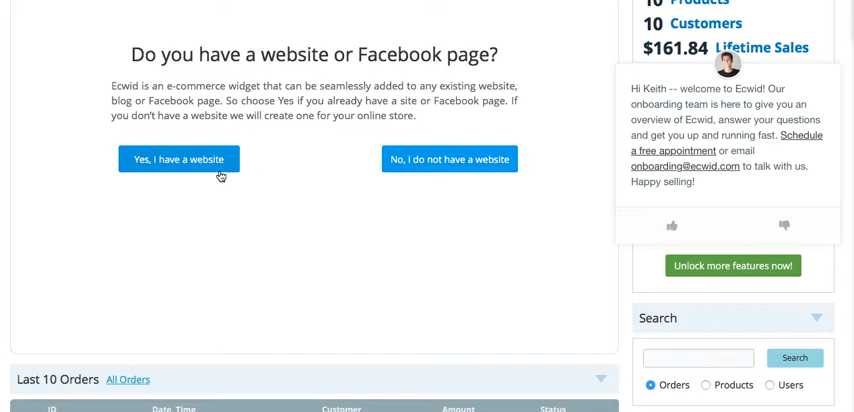 Do you have a website or Facebook page?
Ecwid is an e-commerce widget that can be seamlessly added to any existing website,
blog or Facebook page. So choose Yes if you already have a site or Facebook page. If
you don't have a website we will create one for your online store.
Yes, I have a website
No, I do not have a website
10 Products
10 Customers
$161.84 Lifetime Sales
Hi Keith -- welcome to Ecwid! Our
onboarding team is here to give you an
overview of Ecwid, answer your questions
and get you up and running fast. Schedule
a free appointment or email
onboarding@ecwid.com to talk with us.
Happy selling!
Unlock more features now!
Search
Search
Orders
Products
Users
Last 10 Orders All Orders
ID
Date, Time
Customer
Amount
Status